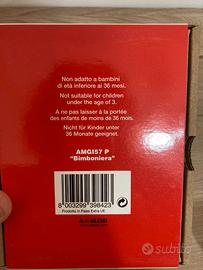 Non adatto a bambini
di età inferiore ai 36 mesi.
Not suitable for children
under the age of 3.
A ne pas laisser à la portée
des enfants de moins de 36 mois.
Nicht für Kinder unter
36 Monate geeignet.
AMGI57 P
"Bimboniera"
8 003299 398423
Prodotto in Paesi Extra UE
subito